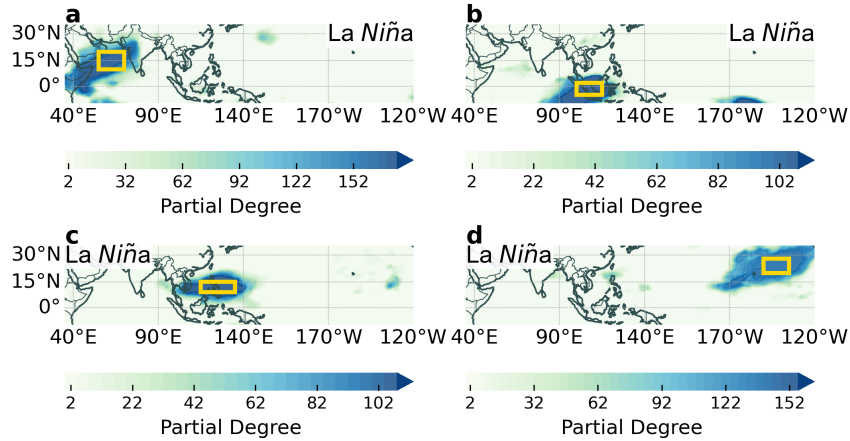 a
La Niña
30°N
15°N
0°
40°E 90°E 140°E 170°W 120°W
2 32 62 92 122 152
Partial Degree
b
La Niña
40°E 90°E 140°E 170°W 120°W
2 22 42 62 82 102
Partial Degree
c
La Niña
30°N
15°N
0°
40°E 90°E 140°E 170°W 120°W
2 22 42 62 82 102
Partial Degree
d
La Niña
40°E 90°E 140°E 170°W 120°W
2 32 62 92 122 152
Partial Degree